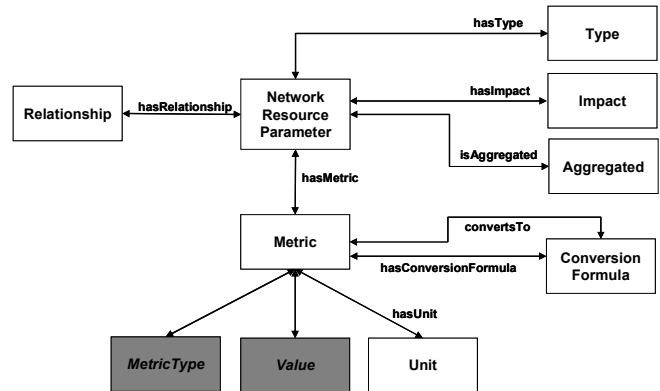 hasType
Type
Network
Resource
Parameter
Relationship
hasRelationship
hasImpact
Impact
isAggregated
Aggregated
hasMetric
Metric
convertsTo
hasConversionFormula
Conversion
Formula
hasUnit
MetricType
Value
Unit